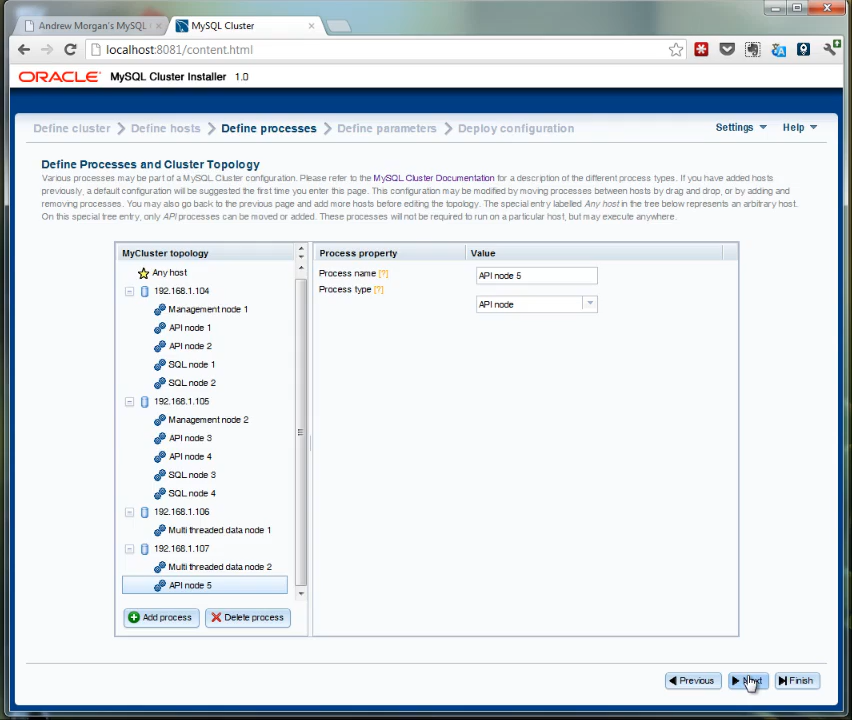 Andrew Morgan's MySQL
MySQL Cluster
localhost:8081/content.html
ORACLE MySQL Cluster Installer 1.0
Define cluster Define hosts Define processes Define parameters Deploy configuration Settings Help
Define Processes and Cluster Topology
Various processes may be part of a MySQL Cluster configuration. Please refer to the MySQL Cluster Documentation for a description of the different process types. If you have added hosts
previously, a default configuration will be suggested the first time you enter this page. This configuration may be modified by moving processes between hosts by drag and drop, or by adding and
removing processes. You may also go back to the previous page and add more hosts before editing the topology. The special entry labelled Any host in the tree below represents an arbitrary host.
On this special tree entry, only API processes can be moved or added. These processes will not be required to run on a particular host, but may execute anywhere.
MyCluster topology
Any host
192.168.1.104
Management node 1
API node 1
API node 2
SQL node 1
SQL node 2
192.168.1.105
Management node 2
API node 3
API node 4
SQL node 3
SQL node 4
192.168.1.106
Multi threaded data node 1
192.168.1.107
Multi threaded data node 2
API node 5
Add process Delete process
Process property Value
Process name [?] API node 5
Process type [?] API node
Previous Finish